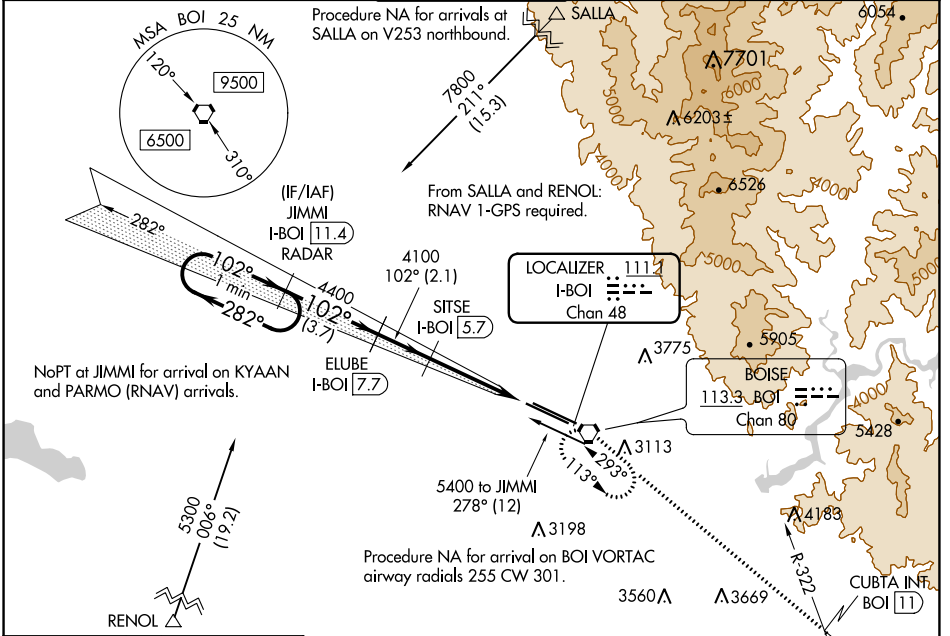 MSA BOI 25 NM
120°
9500
6500
310°
Procedure NA for arrivals at
SALLA on V253 northbound.
SALLA
7800
211°
(15.3)
6054
7701
6000
6203±
5000
4000
6526
4000
5000
5000
From SALLA and RENOL:
RNAV 1-GPS required.
(IF/IAF)
JIMMI
I-BOI 11.4
RADAR
282°
102°
1 min
282°
4400
102°
(3.7)
4100
102° (2.1)
SITSE
I-BOI 5.7
ELUBE
I-BOI 7.7
LOCALIZER 111.1
I-BOI
Chan 48
3775
5905
BOISE
113.3 BOI
Chan 80
4000
5428
NoPT at JIMMI for arrival on KYAAN
and PARMO (RNAV) arrivals.
3113
293°
113°
5400 to JIMMI
278° (12)
3198
4183
R-322
Procedure NA for arrival on BOI VORTAC
airway radials 255 CW 301.
5300
006°
(19.2)
RENOL
3560
3669
CUBTA INT
BOI 11